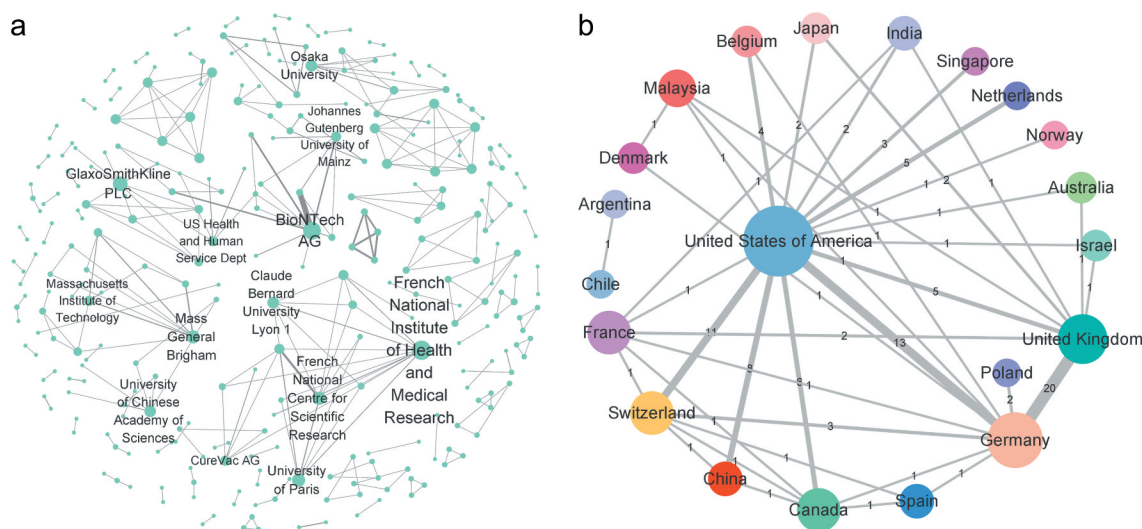 a
Osaka
University
Johannes
Gutenberg
University
of Mainz
GlaxoSmithKline
PLC
BioNTech
AG
US Health
and Human
Service Dept
Massachusetts
Institute of
Technology
Mass
General
Brigham
Claude
Bernard
University
Lyon 1
French
National
Institute
of Health
and
Medical
Research
French
National
Centre for
Scientific
Research
University
of Chinese
Academy of
Sciences
CureVac AG
University
of Paris
b
Belgium
Japan
India
Singapore
Malaysia
Netherlands
Denmark
Norway
Australia
Argentina
United States of America
Israel
Chile
France
United Kingdom
Poland
Switzerland
Germany
China
Canada
Spain
4
2
2
3
1
1
5
1
2
1
1
1
1
1
1
1
1
5
1
11
2
13
1
1
20
2
1
3
1
1
1
1
1
1
1